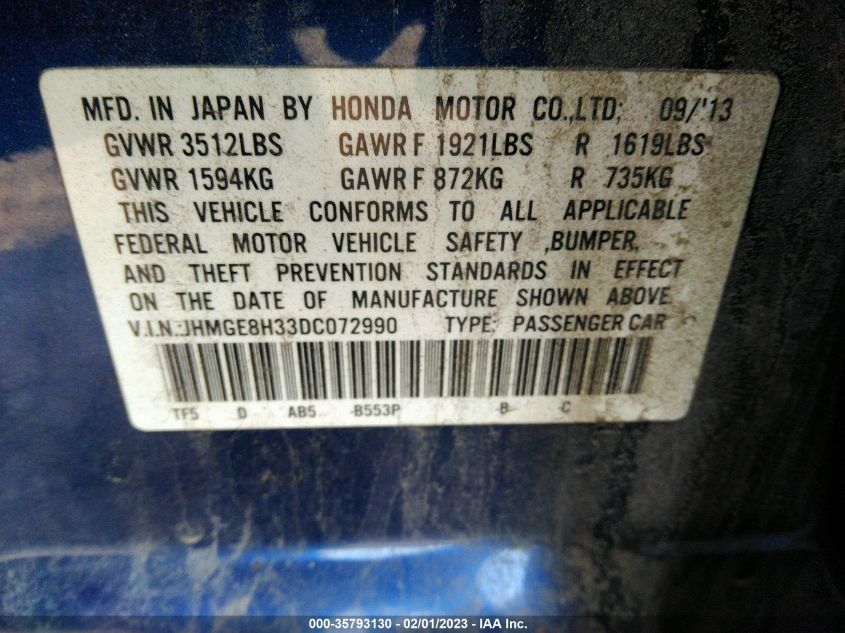 MFD. IN JAPAN BY HONDA MOTOR CO.,LTD; 09/'13
GVWR 3512LBS GAWR F 1921LBS R 1619LBS
GVWR 1594KG GAWR F 872KG R 735KG
THIS VEHICLE CONFORMS TO ALL APPLICABLE
FEDERAL MOTOR VEHICLE SAFETY ,BUMPER,
AND THEFT PREVENTION STANDARDS IN EFFECT
ON THE DATE OF MANUFACTURE SHOWN ABOVE.
V.I.N.:JHMGE8H33DC072990 TYPE: PASSENGER CAR
TF5 D AB5 -B553P -B -C
000-35793130 - 02/01/2023 - IAA Inc.